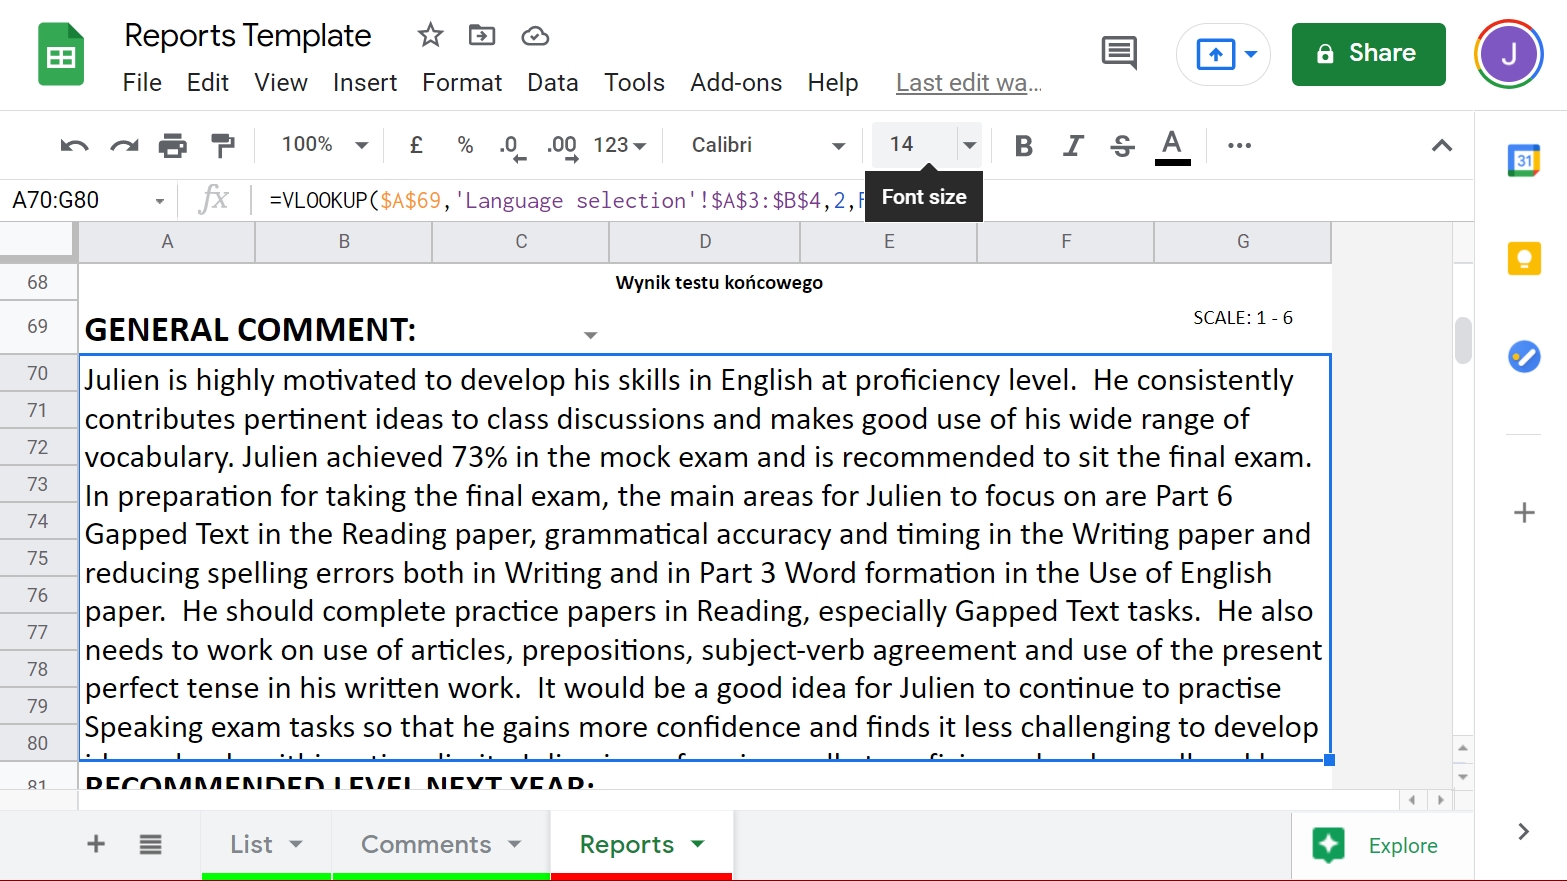 Reports Template
File Edit View Insert Format Data Tools Add-ons Help Last edit wa...
Share
J
100% £ % .0 .00 123 Calibri 14 B I S A
31
Font size
A70:G80 fx =VLOOKUP($A$69,'Language selection'!$A$3:$B$4,2,F
A B C D E F G
68 Wynik testu końcowego
69 GENERAL COMMENT: SCALE: 1 - 6
70 Julien is highly motivated to develop his skills in English at proficiency level. He consistently
71 contributes pertinent ideas to class discussions and makes good use of his wide range of
72 vocabulary. Julien achieved 73% in the mock exam and is recommended to sit the final exam.
73 In preparation for taking the final exam, the main areas for Julien to focus on are Part 6
74 Gapped Text in the Reading paper, grammatical accuracy and timing in the Writing paper and
75 reducing spelling errors both in Writing and in Part 3 Word formation in the Use of English
76 paper. He should complete practice papers in Reading, especially Gapped Text tasks. He also
77 needs to work on use of articles, prepositions, subject-verb agreement and use of the present
78 perfect tense in his written work. It would be a good idea for Julien to continue to practise
79 Speaking exam tasks so that he gains more confidence and finds it less challenging to develop
80
81 RECOMMENDED LEVEL NEXT YEAR:
List Comments Reports Explore